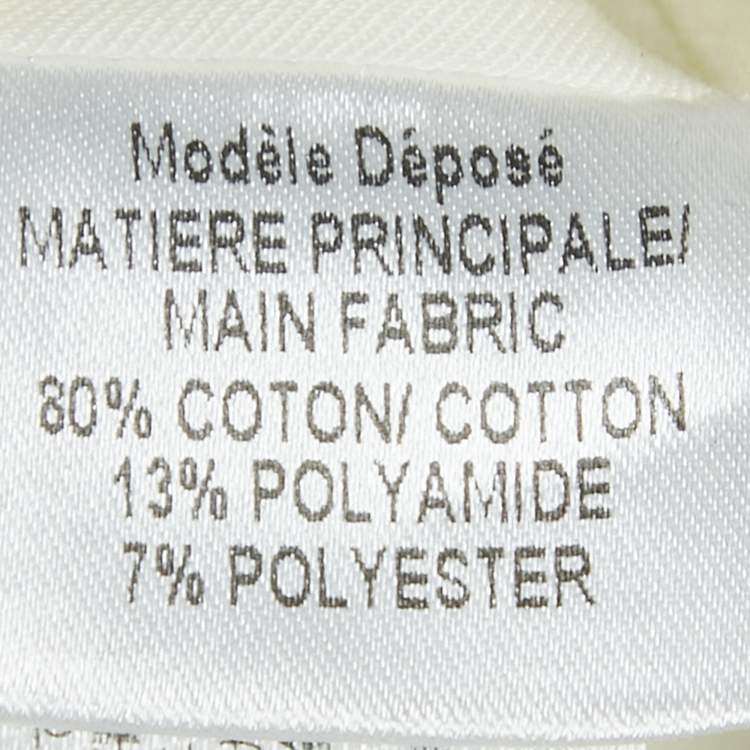 Modèle Déposé
MATIERE PRINCIPALE/
MAIN FABRIC
80% COTON/ COTTON
13% POLYAMIDE
7% POLYESTER